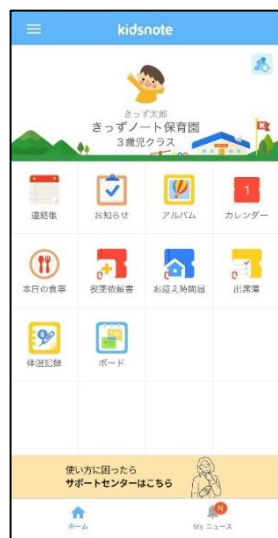 kidsnote
きっず太郎
きっずノート保育園
3歳児クラス
連絡帳
お知らせ
アルバム
1
カレンダー
本日の食事
投薬依頼書
お迎え時間届
出席簿
体温記録
ボード
使い方に困ったら
サポートセンターはこちら
ホーム
N
My ニュース